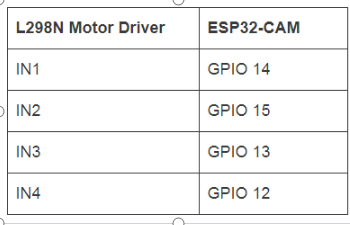 L298N Motor Driver ESP32-CAM
IN1 GPIO 14
IN2 GPIO 15
IN3 GPIO 13
IN4 GPIO 12